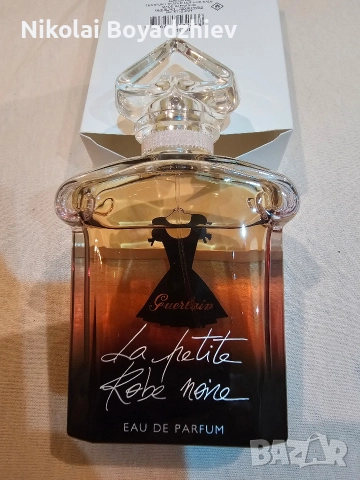 Nikolai Boyadzhiev
Guerlain
La petite
Robe noire
EAU DE PARFUM
BAZAR